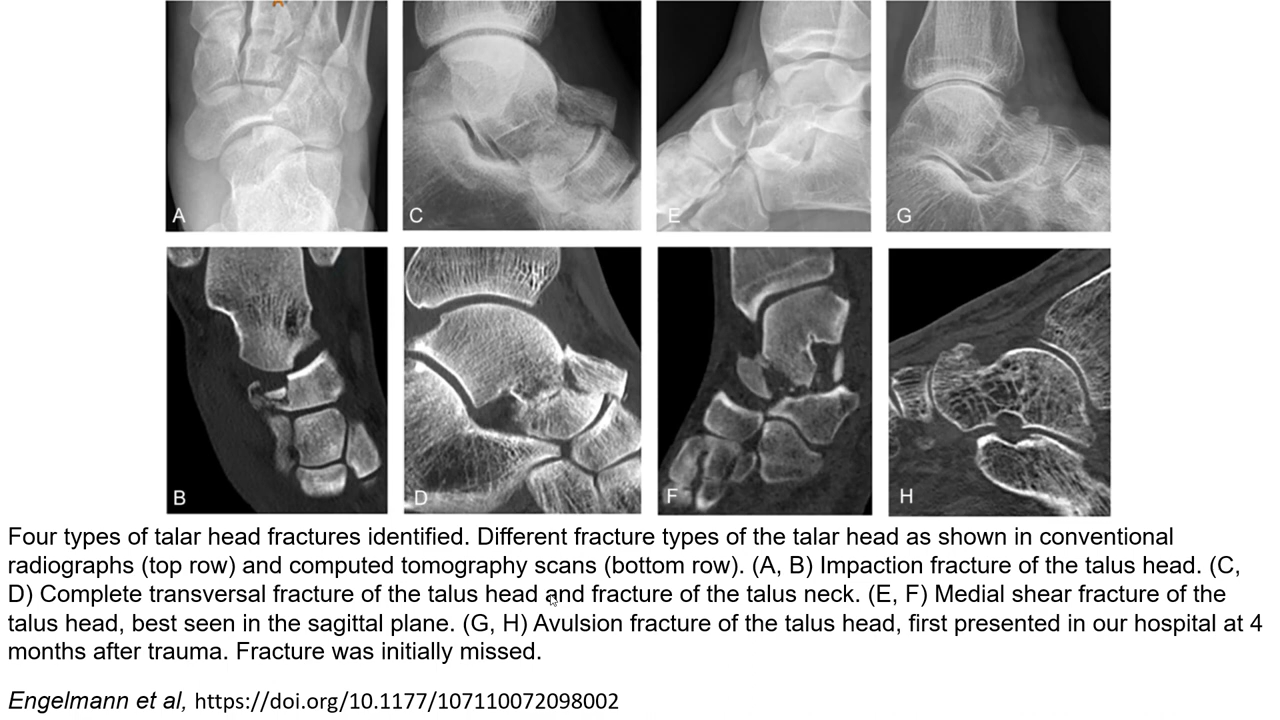 A
C
E
G
B
D
F
H
Four types of talar head fractures identified. Different fracture types of the talar head as shown in conventional
radiographs (top row) and computed tomography scans (bottom row). (A, B) Impaction fracture of the talus head. (C,
D) Complete transversal fracture of the talus head and fracture of the talus neck. (E, F) Medial shear fracture of the
talus head, best seen in the sagittal plane. (G, H) Avulsion fracture of the talus head, first presented in our hospital at 4
months after trauma. Fracture was initially missed.
Engelmann et al, https://doi.org/10.1177/107110072098002